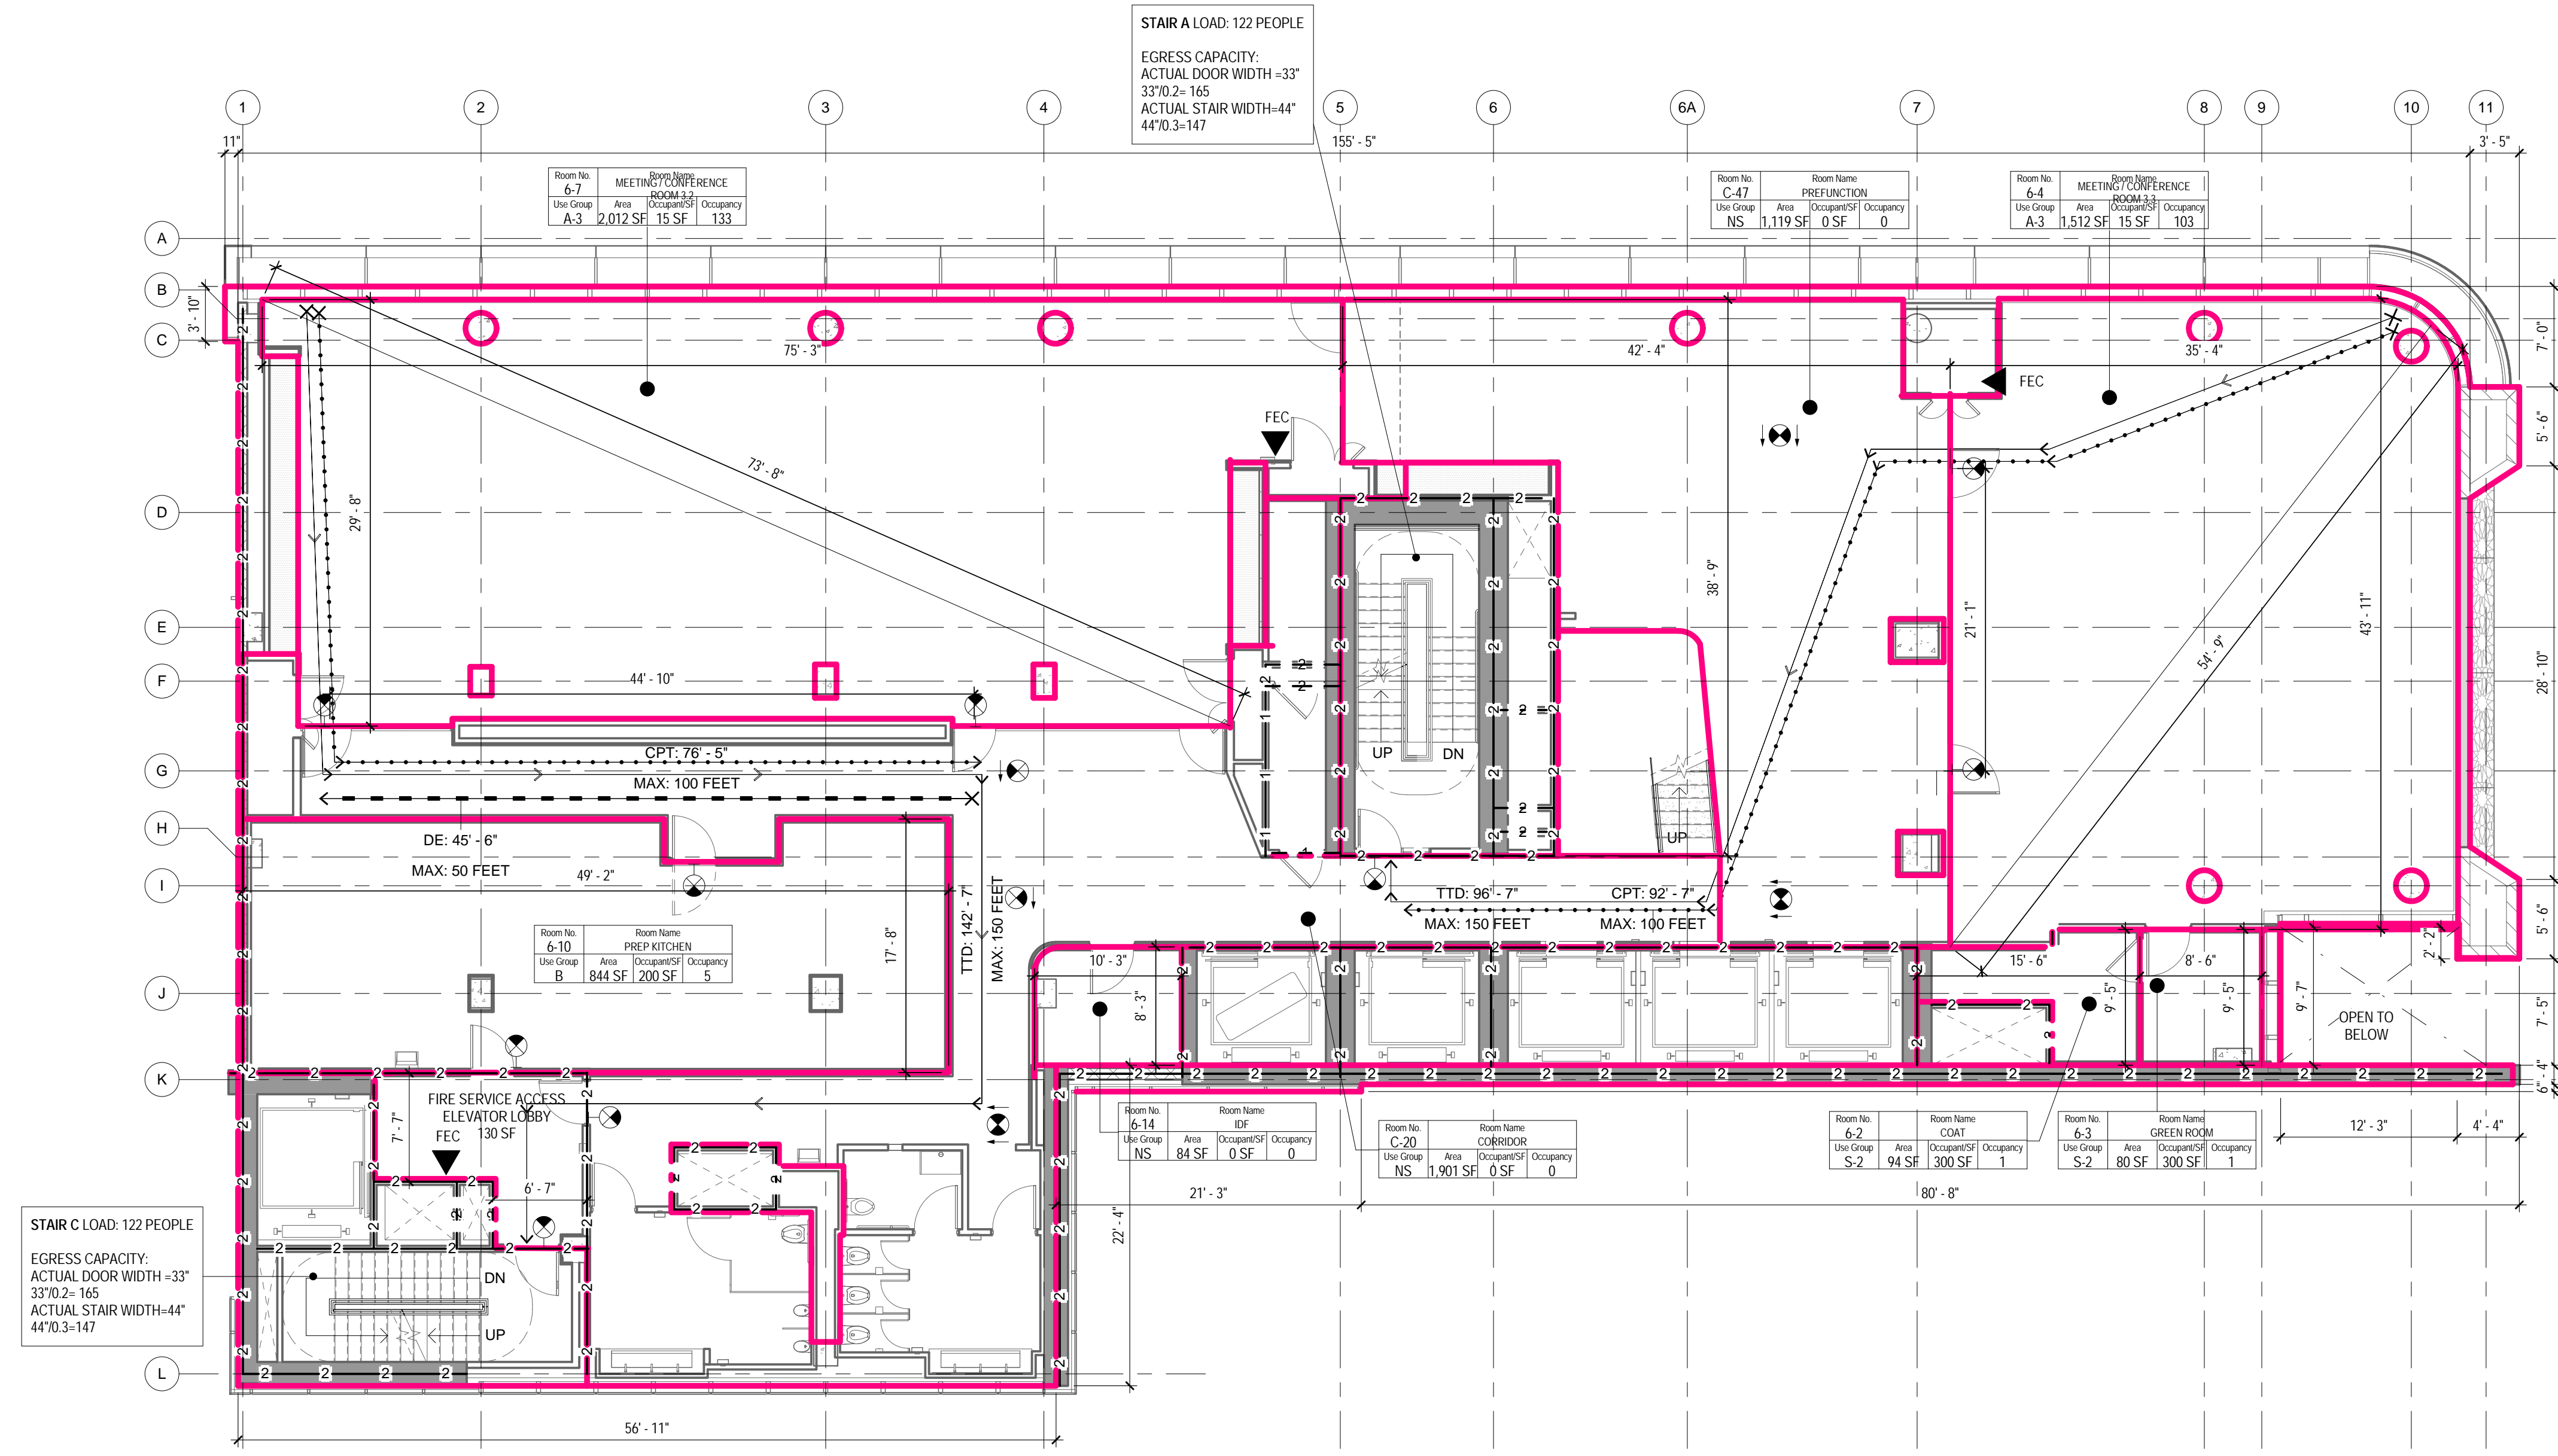 STAIR A LOAD: 122 PEOPLE
EGRESS CAPACITY:
ACTUAL DOOR WIDTH =33"
33"/0.2= 165
ACTUAL STAIR WIDTH=44"
44"/0.3=147
1
2
3
4
5
6
6A
7
8
9
10
11
11"
155' - 5"
3' - 5"
Room No.
Room Name
6-7
MEETING / CONFERENCE
ROOM 3.2
Use Group
Area
Occupant/SF
Occupancy
A-3
2,012 SF
15 SF
133
Room No.
Room Name
C-47
PREFUNCTION
Use Group
Area
Occupant/SF
Occupancy
NS
1,119 SF
0 SF
0
Room No.
Room Name
6-4
MEETING / CONFERENCE
ROOM 3.3
Use Group
Area
Occupant/SF
Occupancy
A-3
1,512 SF
15 SF
103
A
B
C
D
E
F
G
H
I
J
K
L
3' - 10"
75' - 3"
42' - 4"
35' - 4"
7' - 0"
5' - 6"
FEC
FEC
73' - 8"
29' - 8"
38' - 9"
21' - 1"
54' - 9"
43' - 11"
28' - 10"
44' - 10"
CPT: 76' - 5"
MAX: 100 FEET
DE: 45' - 6"
MAX: 50 FEET
49' - 2"
17' - 8"
TTD: 142' - 7"
MAX: 150 FEET
UP
DN
UP
TTD: 96' - 7"
MAX: 150 FEET
CPT: 92' - 7"
MAX: 100 FEET
5' - 6"
2' - 2"
Room No.
Room Name
6-10
PREP KITCHEN
Use Group
Area
Occupant/SF
Occupancy
B
844 SF
200 SF
5
10' - 3"
8' - 3"
15' - 6"
8' - 6"
9' - 5"
9' - 5"
9' - 7"
OPEN TO
BELOW
7' - 5"
6" - 4"
FIRE SERVICE ACCESS
ELEVATOR LOBBY
130 SF
FEC
7' - 7"
6' - 7"
Room No.
Room Name
6-14
IDF
Use Group
Area
Occupant/SF
Occupancy
NS
84 SF
0 SF
0
Room No.
Room Name
C-20
CORRIDOR
Use Group
Area
Occupant/SF
Occupancy
NS
1,901 SF
0 SF
0
Room No.
Room Name
6-2
COAT
Use Group
Area
Occupant/SF
Occupancy
S-2
94 SF
300 SF
1
Room No.
Room Name
6-3
GREEN ROOM
Use Group
Area
Occupant/SF
Occupancy
S-2
80 SF
300 SF
1
12' - 3"
4' - 4"
21' - 3"
80' - 8"
22' - 4"
STAIR C LOAD: 122 PEOPLE
EGRESS CAPACITY:
ACTUAL DOOR WIDTH =33"
33"/0.2= 165
ACTUAL STAIR WIDTH=44"
44"/0.3=147
DN
UP
56' - 11"